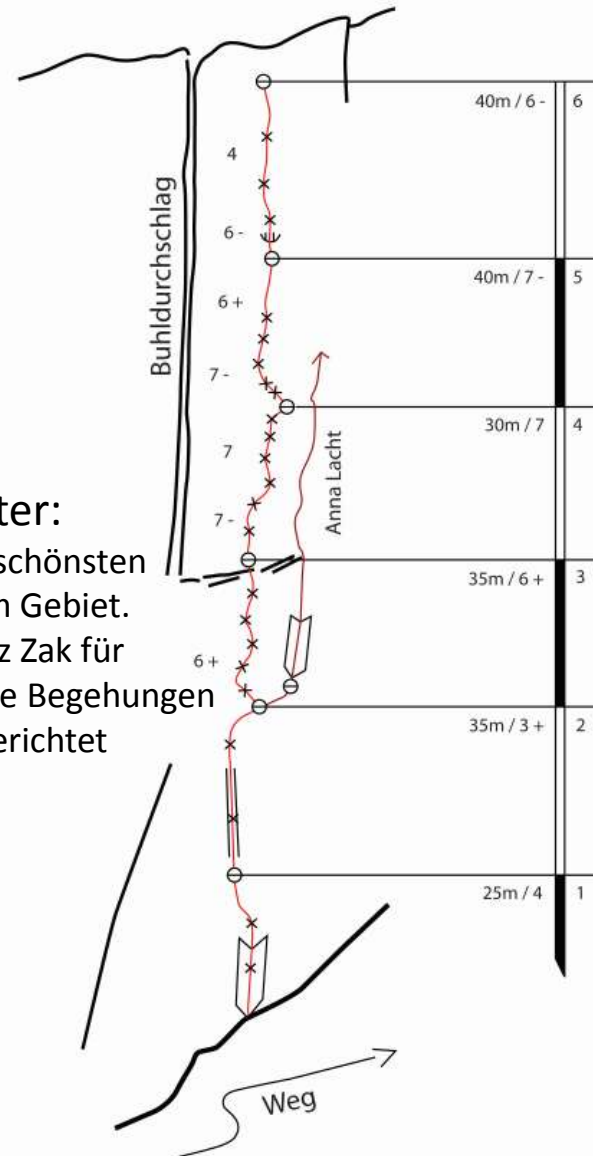 40m / 6 - 6
4
Buhldurchschlag
6 -
40m / 7 - 5
6 +
7 -
30m / 7 4
7
Anna Lacht
7 -
ter:
schönsten
35m / 6 + 3
Gebiet.
z Zak für
6 +
e Begehungen
35m / 3 + 2
erichtet
25m / 4 1
Weg